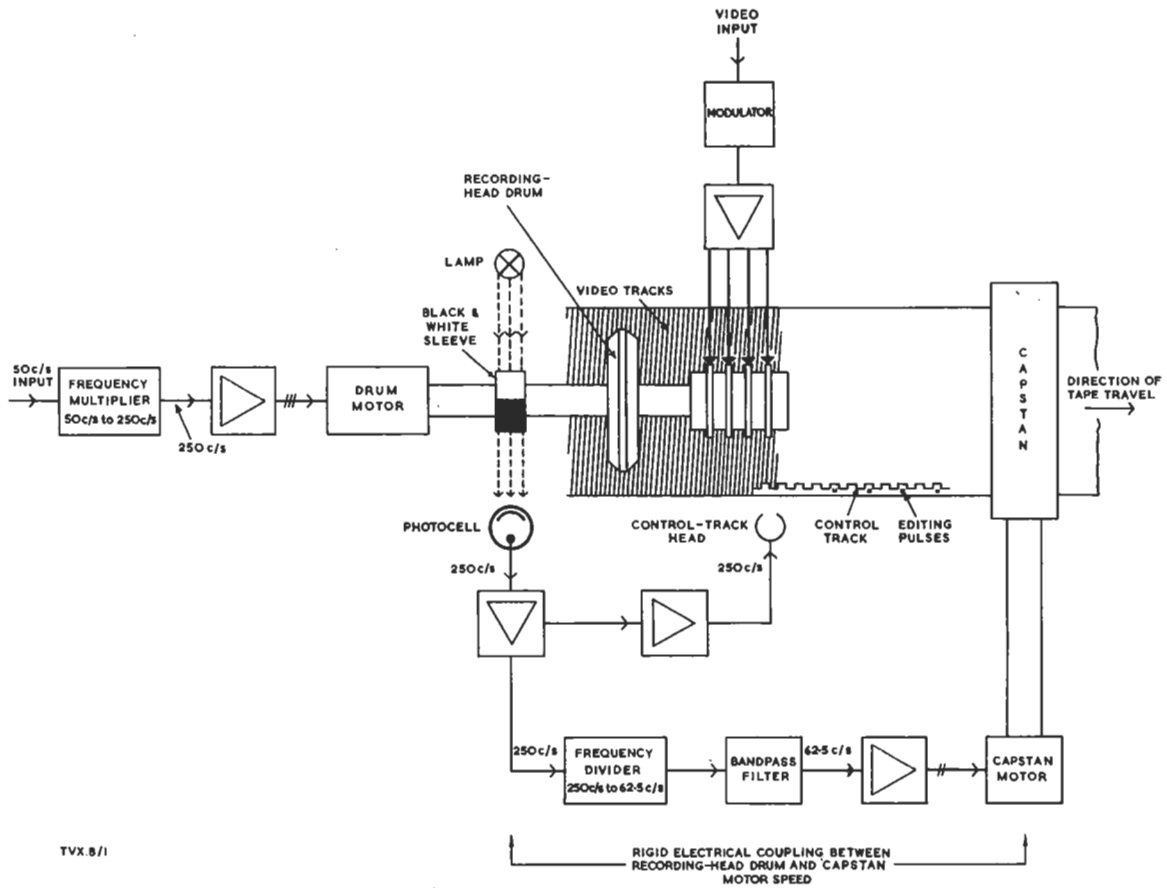 VIDEO
INPUT
MODULATOR
RECORDING-
HEAD DRUM
LAMP
VIDEO TRACKS
BLACK &
WHITE
SLEEVE
50c/s
INPUT
FREQUENCY
MULTIPLIER
50c/s to 250c/s
250c/s
DRUM
MOTOR
CAPSTAN
DIRECTION OF
TAPE TRAVEL
PHOTOCELL
CONTROL-TRACK
HEAD
CONTROL
TRACK
EDITING
PULSES
250c/s
250c/s
250c/s
FREQUENCY
DIVIDER
250c/s to 62·5c/s
BANDPASS
FILTER
62·5 c/s
CAPSTAN
MOTOR
TVX.8/1
RIGID ELECTRICAL COUPLING BETWEEN
RECORDING-HEAD DRUM AND CAPSTAN
MOTOR SPEED